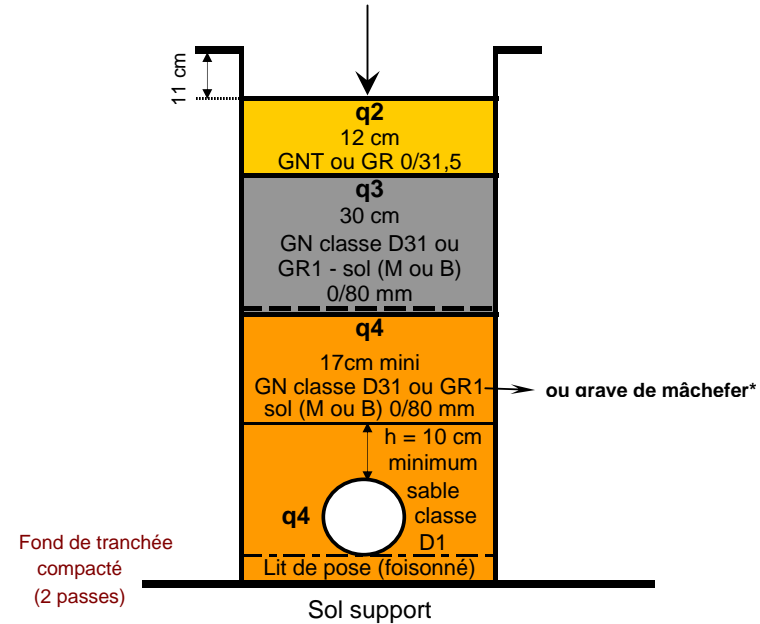 11 cm
q2
12 cm
GNT ou GR 0/31,5
q3
30 cm
GN classe D31 ou
GR1 - sol (M ou B)
0/80 mm
q4
17cm mini
GN classe D31 ou GR1
sol (M ou B) 0/80 mm
ou grave de mâchefer*
h = 10 cm
minimum
sable
classe
D1
q4
Fond de tranchée
compacté
(2 passes)
Lit de pose (foisonné)
Sol support